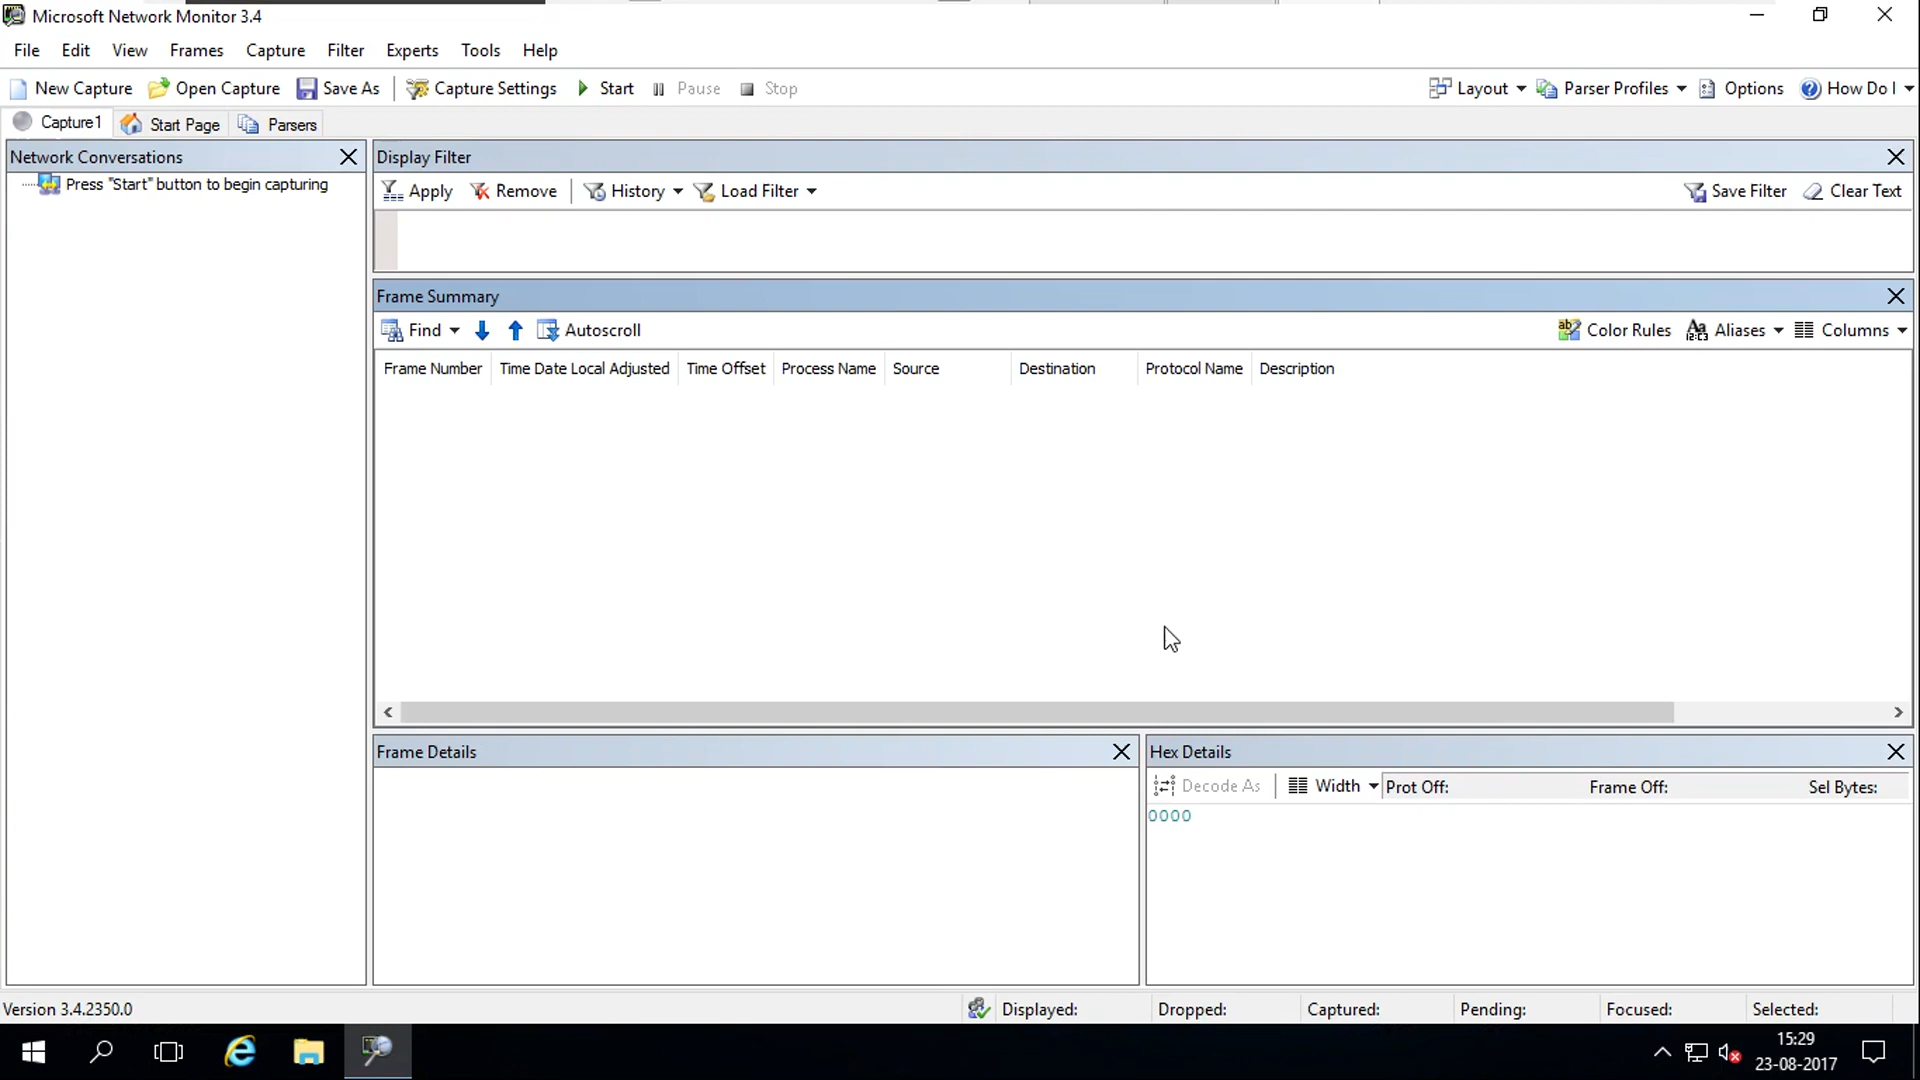 Microsoft Network Monitor 3.4
File Edit View Frames Capture Filter Experts Tools Help
New Capture Open Capture Save As Capture Settings Start Pause Stop Layout Parser Profiles Options How Do I
Capture1 Start Page Parsers
Network Conversations
Press "Start" button to begin capturing
Display Filter
Apply Remove History Load Filter Save Filter Clear Text
Frame Summary
Find Autoscroll Color Rules Aliases Columns
Frame Number Time Date Local Adjusted Time Offset Process Name Source Destination Protocol Name Description
Frame Details
Hex Details
Decode As Width Prot Off: Frame Off: Sel Bytes:
0000
Version 3.4.2350.0 Displayed: Dropped: Captured: Pending: Focused: Selected:
15:29
23-08-2017